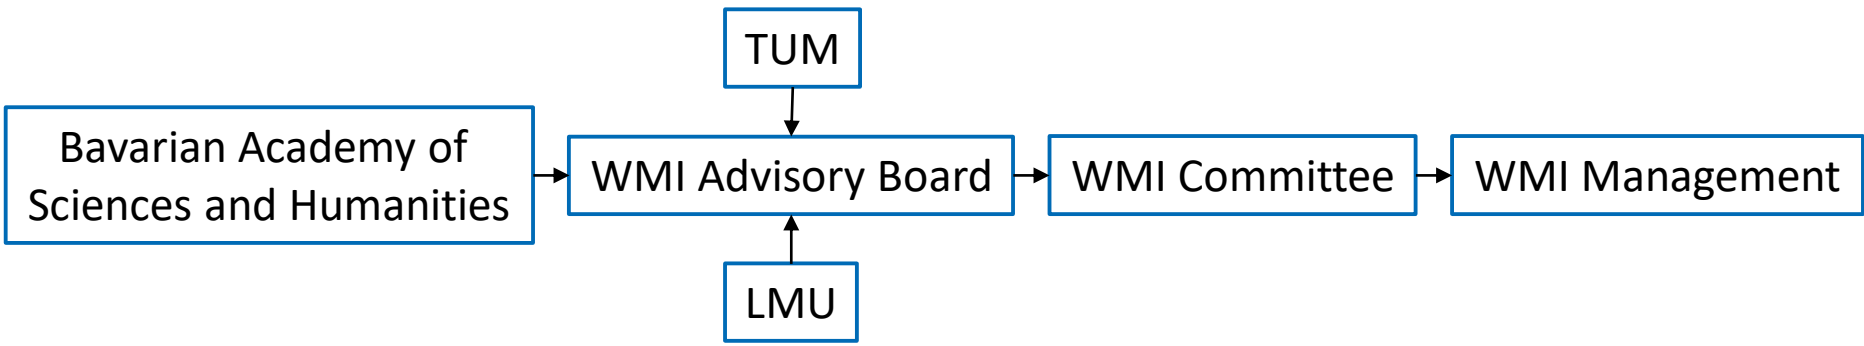 TUM
Bavarian Academy of
Sciences and Humanities
WMI Advisory Board
WMI Committee
WMI Management
LMU